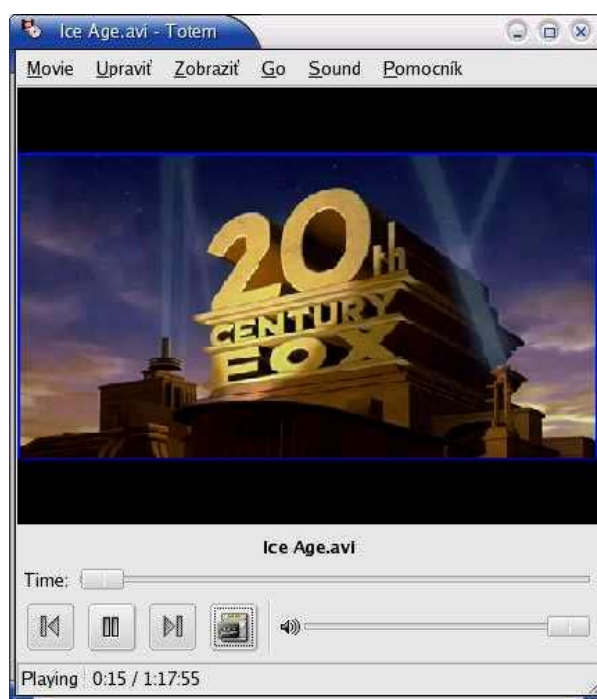 Ice Age.avi - Totem
Movie Upraviť Zobraziť Go Sound Pomocník
20th
CENTURY
FOX
Ice Age.avi
Time:
Playing 0:15 / 1:17:55